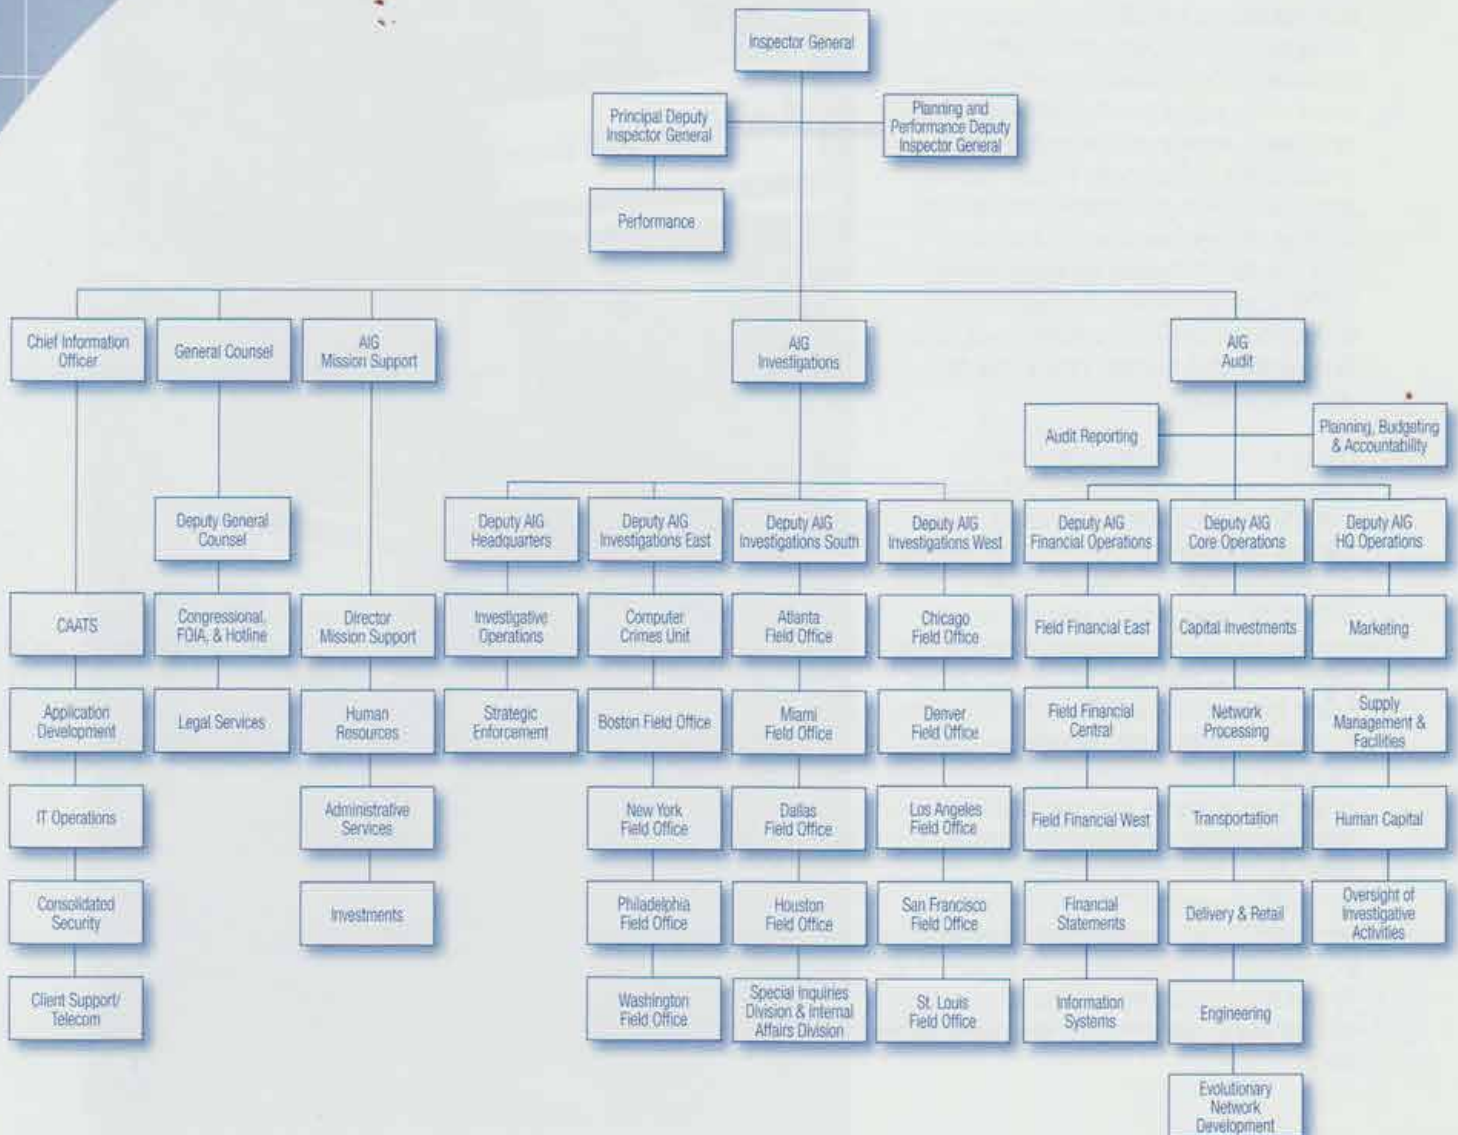 Inspector General
Principal Deputy
Inspector General
Planning and
Performance Deputy
Inspector General
Performance
Chief Information
Officer
General Counsel
AIG
Mission Support
AIG
Investigations
AIG
Audit
Audit Reporting
Planning, Budgeting
& Accountability
Deputy General
Counsel
Deputy AIG
Headquarters
Deputy AIG
Investigations East
Deputy AIG
Investigations South
Deputy AIG
Investigations West
Deputy AIG
Financial Operations
Deputy AIG
Core Operations
Deputy AIG
HQ Operations
CAATS
Congressional,
FOIA, & Hotline
Director
Mission Support
Investigative
Operations
Computer
Crimes Unit
Atlanta
Field Office
Chicago
Field Office
Field Financial East
Capital Investments
Marketing
Application
Development
Legal Services
Human
Resources
Strategic
Enforcement
Boston Field Office
Miami
Field Office
Denver
Field Office
Field Financial
Central
Network
Processing
Supply
Management &
Facilities
IT Operations
Administrative
Services
New York
Field Office
Dallas
Field Office
Los Angeles
Field Office
Field Financial West
Transportation
Human Capital
Consolidated
Security
Investments
Philadelphia
Field Office
Houston
Field Office
San Francisco
Field Office
Financial
Statements
Delivery & Retail
Oversight of
Investigative
Activities
Client Support/
Telecom
Washington
Field Office
Special Inquiries
Division & Internal
Affairs Division
St. Louis
Field Office
Information
Systems
Engineering
Evolutionary
Network
Development